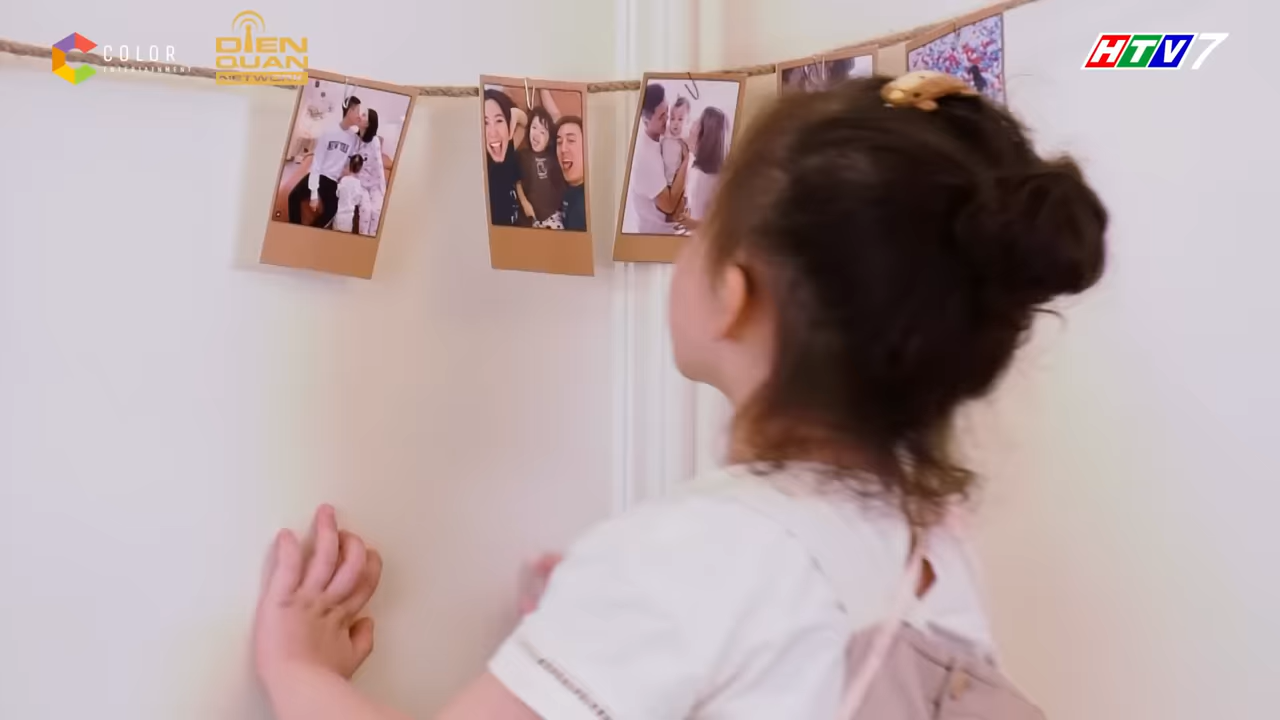 COLOR
ENTERTAINMENT
DIEN
QUAN
NETWORK
HTV7
NEW YORK